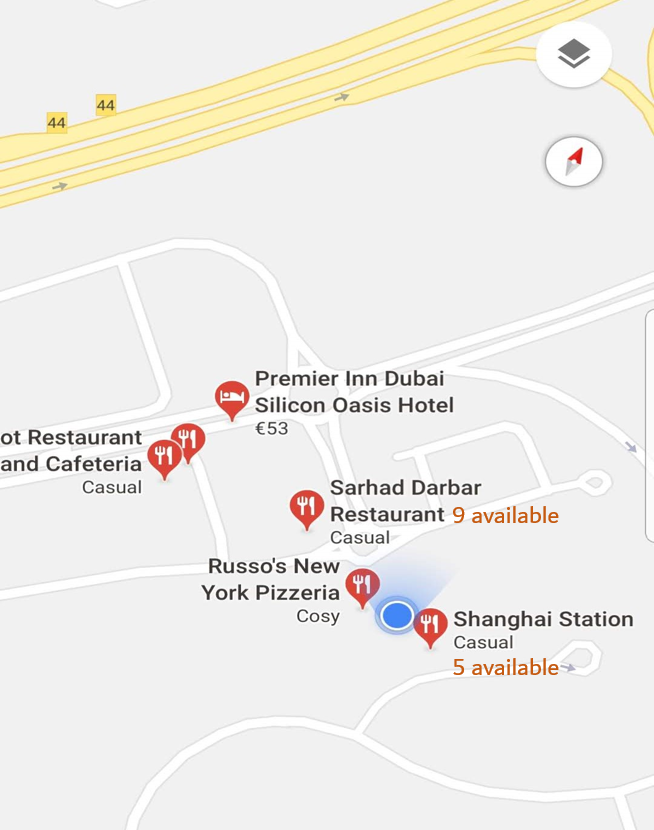 44
44
Premier Inn Dubai
Silicon Oasis Hotel
€53
ot Restaurant
and Cafeteria
Casual
Sarhad Darbar
Restaurant 9 available
Casual
Russo's New
York Pizzeria
Cosy
Shanghai Station
Casual
5 available